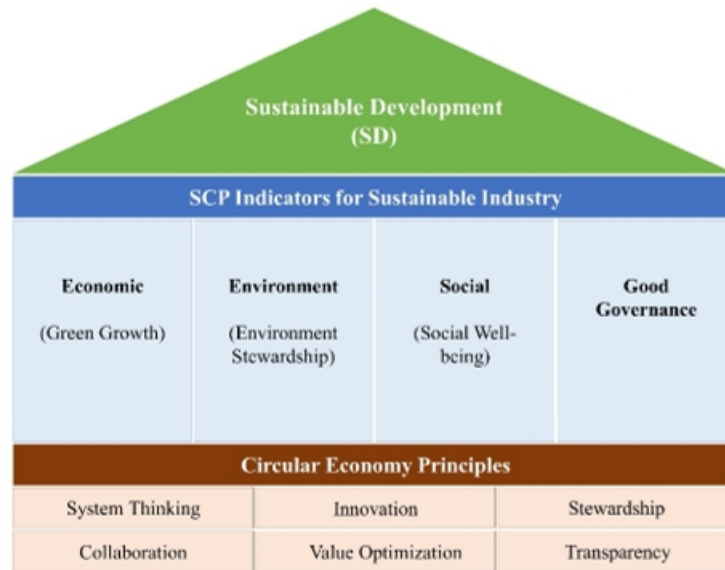 Sustainable Development
(SD)
SCP Indicators for Sustainable Industry
Economic
(Green Growth)
Environment
(Environment
Stewardship)
Social
(Social Well-
being)
Good
Governance
Circular Economy Principles
System Thinking
Innovation
Stewardship
Collaboration
Value Optimization
Transparency